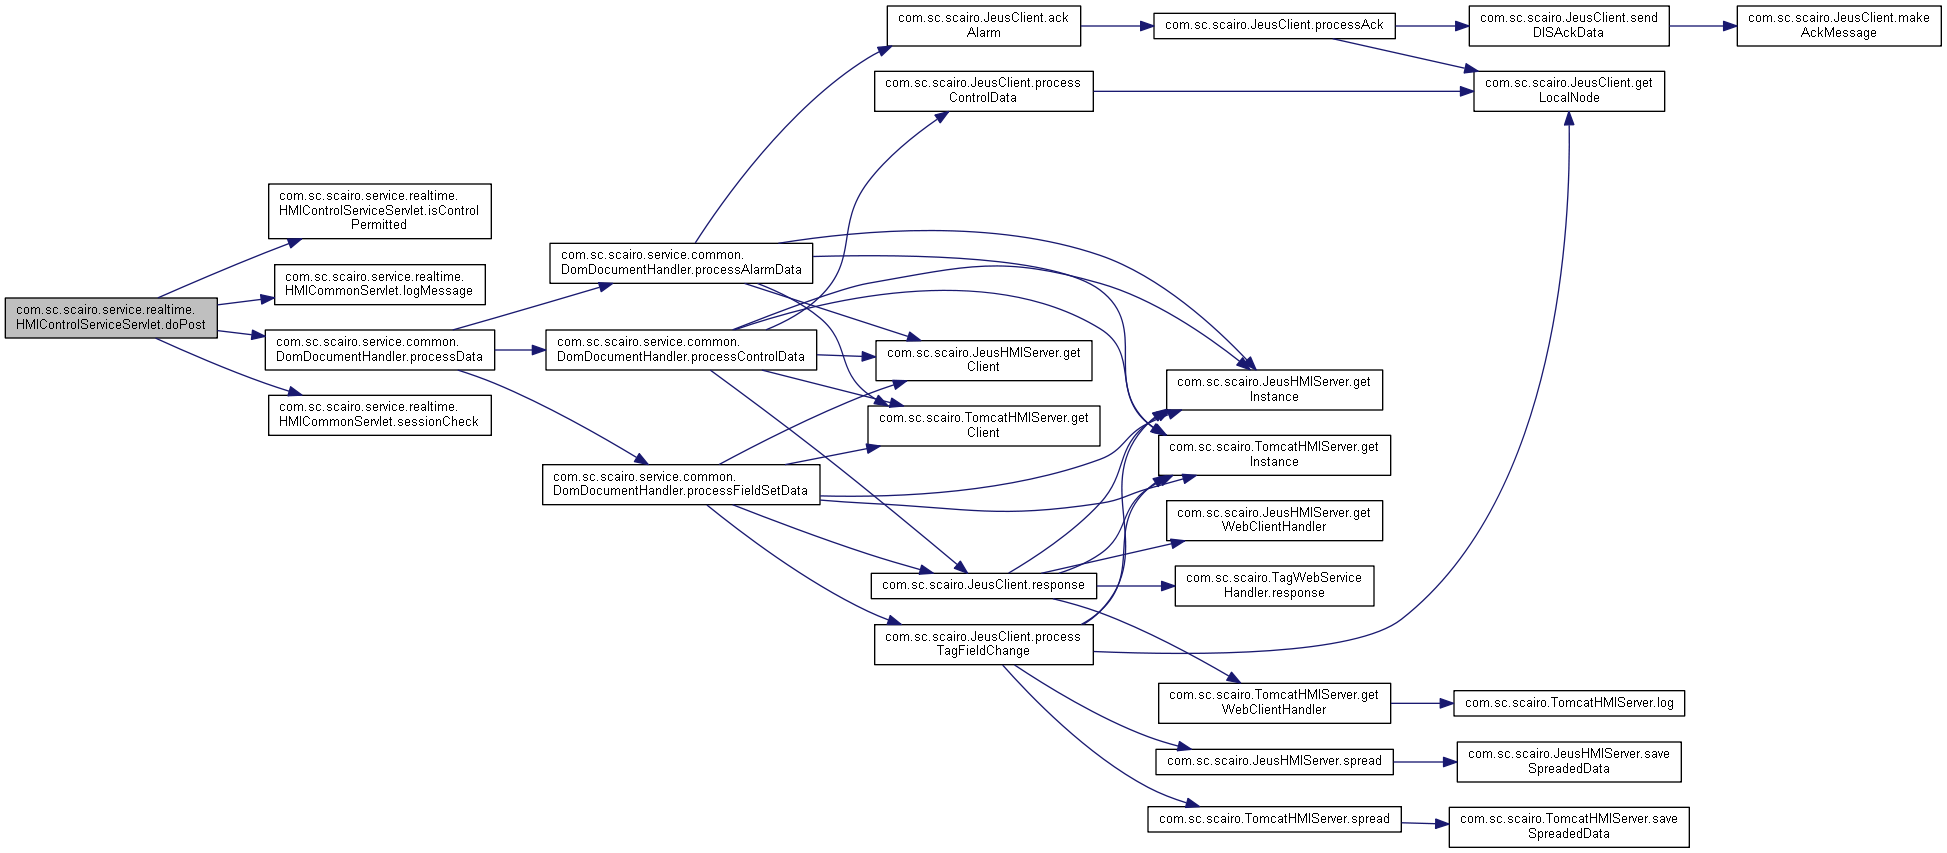 com.sc.scairo.service.realtime.
HMIControlServiceServlet.doPost
com.sc.scairo.service.realtime.
HMIControlServiceServlet.isControl
Permitted
com.sc.scairo.service.realtime.
HMICommonServlet.logMessage
com.sc.scairo.service.common.
DomDocumentHandler.processData
com.sc.scairo.service.realtime.
HMICommonServlet.sessionCheck
com.sc.scairo.service.common.
DomDocumentHandler.processAlarmData
com.sc.scairo.service.common.
DomDocumentHandler.processControlData
com.sc.scairo.service.common.
DomDocumentHandler.processFieldSetData
com.sc.scairo.JeusClient.ack
Alarm
com.sc.scairo.JeusClient.process
ControlData
com.sc.scairo.JeusHMIServer.get
Client
com.sc.scairo.TomcatHMIServer.get
Client
com.sc.scairo.JeusClient.response
com.sc.scairo.JeusClient.process
TagFieldChange
com.sc.scairo.JeusClient.processAck
com.sc.scairo.JeusHMIServer.get
Instance
com.sc.scairo.TomcatHMIServer.get
Instance
com.sc.scairo.JeusHMIServer.get
WebClientHandler
com.sc.scairo.TagWebService
Handler.response
com.sc.scairo.TomcatHMIServer.get
WebClientHandler
com.sc.scairo.JeusHMIServer.spread
com.sc.scairo.TomcatHMIServer.spread
com.sc.scairo.JeusClient.send
DISAckData
com.sc.scairo.JeusClient.get
LocalNode
com.sc.scairo.TomcatHMIServer.log
com.sc.scairo.JeusHMIServer.save
SpreadedData
com.sc.scairo.TomcatHMIServer.save
SpreadedData
com.sc.scairo.JeusClient.make
AckMessage